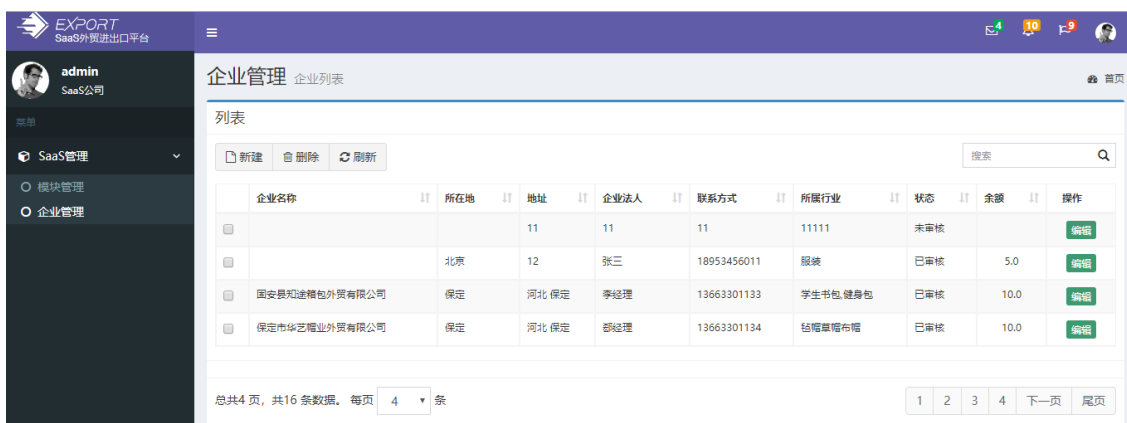 EXPORT
SaaS外贸进出口平台
4 10 9
admin
SaaS公司
菜单
SaaS管理
模块管理
企业管理
企业管理 企业列表
首页
列表
新建 删除 刷新
搜索
企业名称 所在地 地址 企业法人 联系方式 所属行业 状态 余额 操作
11 11 11 11111 未审核 编辑
北京 12 张三 18953456011 服装 已审核 5.0 编辑
固安县知途箱包外贸有限公司 保定 河北 保定 李经理 13663301133 学生书包,健身包 已审核 10.0 编辑
保定市华艺帽业外贸有限公司 保定 河北 保定 郄经理 13663301134 毡帽草帽布帽 已审核 10.0 编辑
总共4 页，共16 条数据。 每页 4 条
1 2 3 4 下一页 尾页